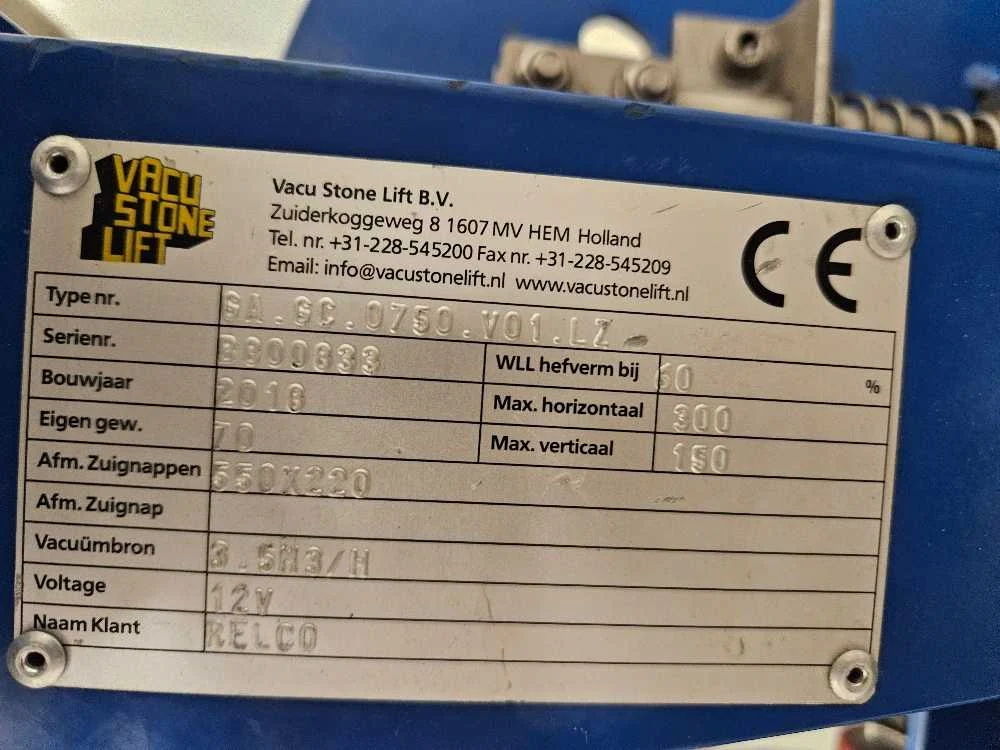 VACU
STONE
LIFT
Vacu Stone Lift B.V.
Zuiderkoggeweg 8 1607 MV HEM Holland
Tel. nr. +31-228-545200 Fax nr. +31-228-545209
Email: info@vacustonelift.nl www.vacustonelift.nl
CE
Type nr. GA.GC.0750.V01.LZ
Serienr. WLL hefverm bij 60 %
Bouwjaar 2018 Max. horizontaal 300
Eigen gew. 70 Max. verticaal 150
Afm. Zuignappen 550X220
Afm. Zuignap
Vacuümbron 3.5M3/H
Voltage 12V
Naam Klant RELCO